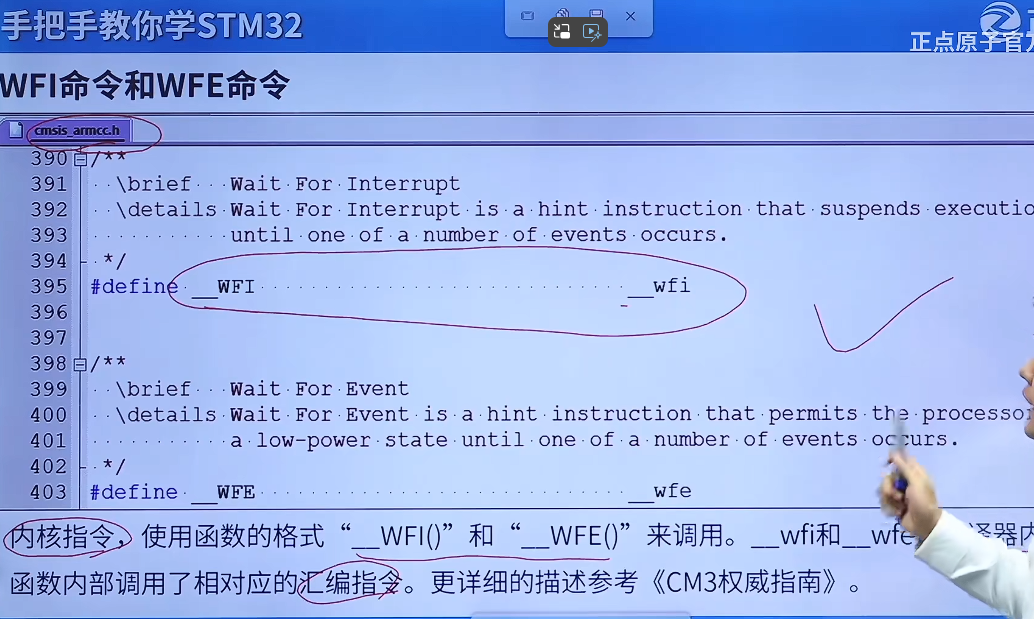 手把手教你学STM32
正点原子官
WFI命令和WFE命令
cmsis_armcc.h
390 /**
391 \brief Wait For Interrupt
392 \details Wait For Interrupt is a hint instruction that suspends executio
393 until one of a number of events occurs.
394 */
395 #define __WFI __wfi
396
397
398 /**
399 \brief Wait For Event
400 \details Wait For Event is a hint instruction that permits the processor
401 a low-power state until one of a number of events occurs.
402 */
403 #define __WFE __wfe
内核指令，使用函数的格式“__WFI()”和“__WFE()”来调用。__wfi和__wfe 译器内
函数内部调用了相对应的汇编指令。更详细的描述参考《CM3权威指南》。